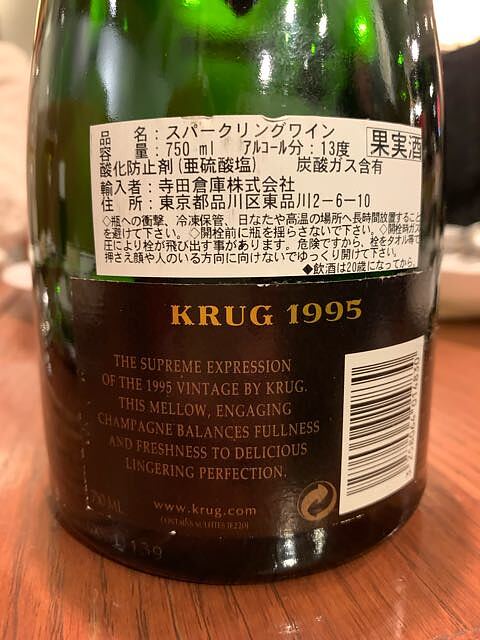 品　　名：スパークリングワイン
容　　量：750 ml　アルコール分：13度
果実酒
酸化防止剤(亜硫酸塩)　　炭酸ガス含有
輸入者：寺田倉庫株式会社
住　所：東京都品川区東品川2-6-10
◇瓶への衝撃、冷凍保管、日なたや高温の場所へ長時間放置すること
を避けて下さい。◇開栓前に瓶を揺らさないで下さい。◇開栓時ガス
圧により栓が飛び出す事があります。危険ですから、栓をタオル等で
押さえ顔や人のいる方向に向けないでゆっくり開けて下さい。
◆飲酒は20歳になってから。
KRUG 1995
THE SUPREME EXPRESSION
OF THE 1995 VINTAGE BY KRUG.
THIS MELLOW, ENGAGING
CHAMPAGNE BALANCES FULLNESS
AND FRESHNESS TO DELICIOUS
LINGERING PERFECTION.
www.krug.com
CONTAINS SULFITES (E220)